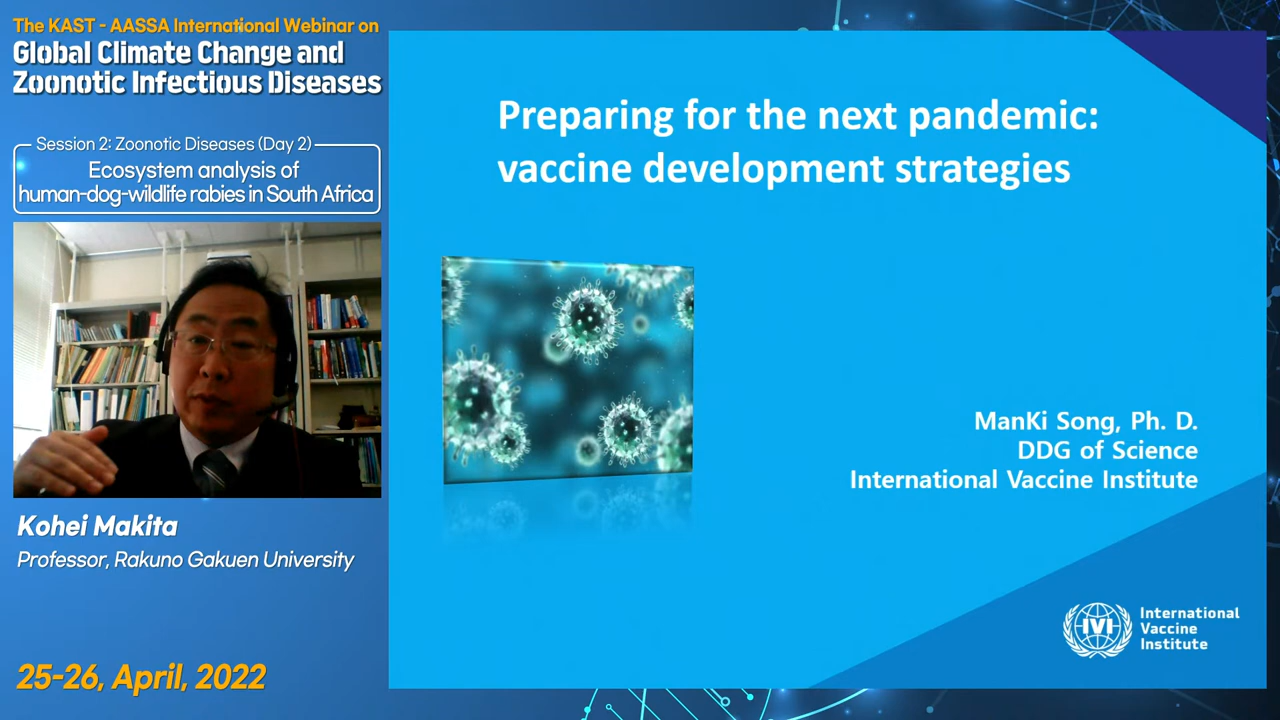 The KAST - AASSA International Webinar on
Global Climate Change and
Zoonotic Infectious Diseases
Session 2: Zoonotic Diseases (Day 2)
Ecosystem analysis of
human-dog-wildlife rabies in South Africa
Kohei Makita
Professor, Rakuno Gakuen University
25-26, April, 2022
Preparing for the next pandemic:
vaccine development strategies
ManKi Song, Ph. D.
DDG of Science
International Vaccine Institute
IVI
International
Vaccine
Institute